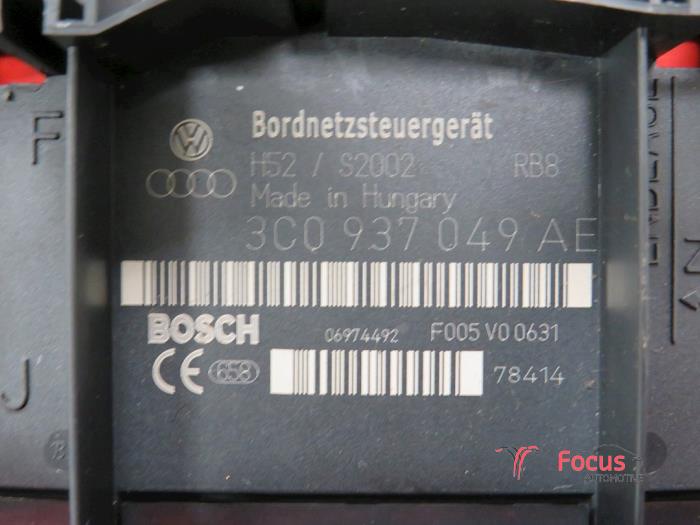 F
Bordnetzsteuergerät
H52 / S2002 RB8
Made in Hungary
3C0 937 049 AE
BOSCH 06974492 F005 V0 0631
CE 658 78414
J
Focus
AUTOMOTIVE